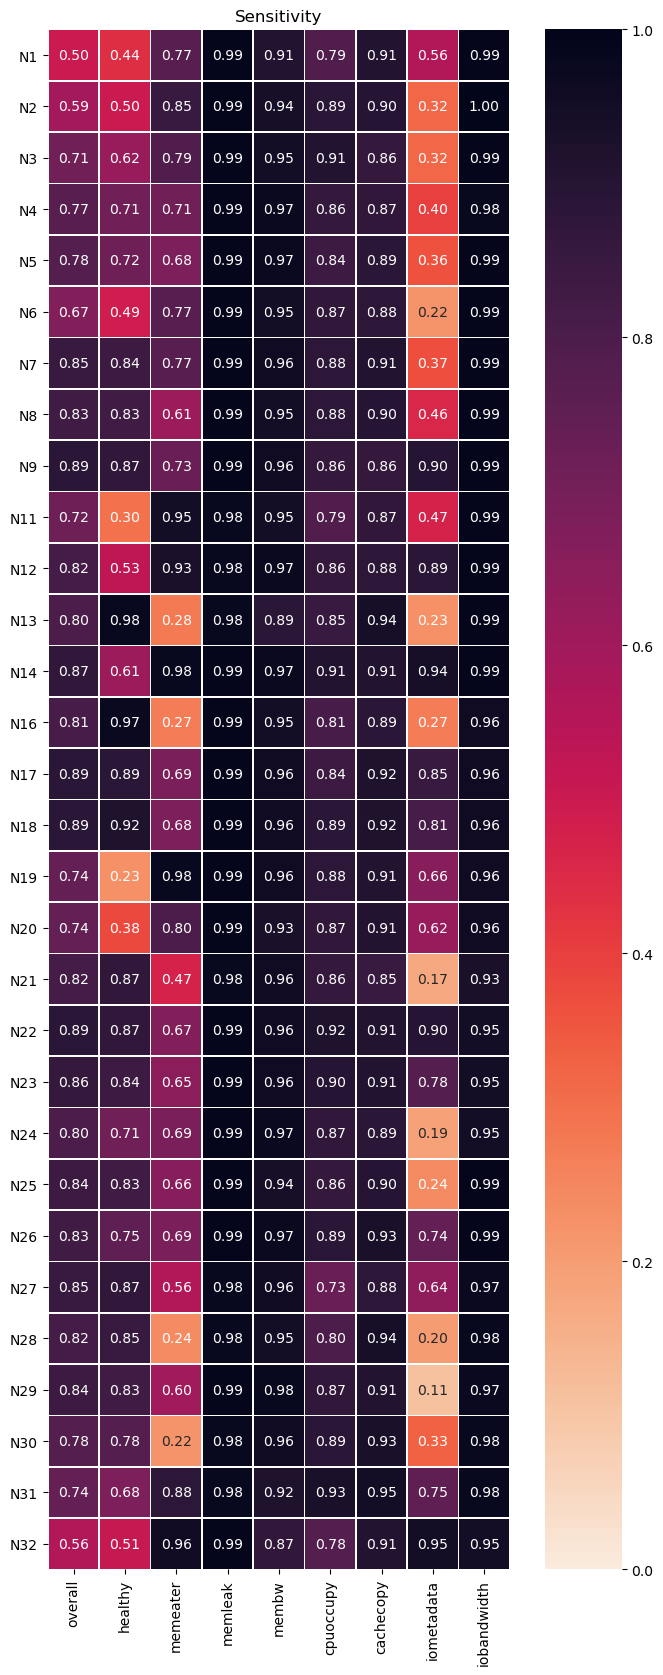 Sensitivity
N1 0.50 0.44 0.77 0.99 0.91 0.79 0.91 0.56 0.99
N2 0.59 0.50 0.85 0.99 0.94 0.89 0.90 0.32 1.00
N3 0.71 0.62 0.79 0.99 0.95 0.91 0.86 0.32 0.99
N4 0.77 0.71 0.71 0.99 0.97 0.86 0.87 0.40 0.98
N5 0.78 0.72 0.68 0.99 0.97 0.84 0.89 0.36 0.99
N6 0.67 0.49 0.77 0.99 0.95 0.87 0.88 0.22 0.99
N7 0.85 0.84 0.77 0.99 0.96 0.88 0.91 0.37 0.99
N8 0.83 0.83 0.61 0.99 0.95 0.88 0.90 0.46 0.99
N9 0.89 0.87 0.73 0.99 0.96 0.86 0.86 0.90 0.99
N11 0.72 0.30 0.95 0.98 0.95 0.79 0.87 0.47 0.99
N12 0.82 0.53 0.93 0.98 0.97 0.86 0.88 0.89 0.99
N13 0.80 0.98 0.28 0.98 0.89 0.85 0.94 0.23 0.99
N14 0.87 0.61 0.98 0.99 0.97 0.91 0.91 0.94 0.99
N16 0.81 0.97 0.27 0.99 0.95 0.81 0.89 0.27 0.96
N17 0.89 0.89 0.69 0.99 0.96 0.84 0.92 0.85 0.96
N18 0.89 0.92 0.68 0.99 0.96 0.89 0.92 0.81 0.96
N19 0.74 0.23 0.98 0.99 0.96 0.88 0.91 0.66 0.96
N20 0.74 0.38 0.80 0.99 0.93 0.87 0.91 0.62 0.96
N21 0.82 0.87 0.47 0.98 0.96 0.86 0.85 0.17 0.93
N22 0.89 0.87 0.67 0.99 0.96 0.92 0.91 0.90 0.95
N23 0.86 0.84 0.65 0.99 0.96 0.90 0.91 0.78 0.95
N24 0.80 0.71 0.69 0.99 0.97 0.87 0.89 0.19 0.95
N25 0.84 0.83 0.66 0.99 0.94 0.86 0.90 0.24 0.99
N26 0.83 0.75 0.69 0.99 0.97 0.89 0.93 0.74 0.99
N27 0.85 0.87 0.56 0.98 0.96 0.73 0.88 0.64 0.97
N28 0.82 0.85 0.24 0.98 0.95 0.80 0.94 0.20 0.98
N29 0.84 0.83 0.60 0.99 0.98 0.87 0.91 0.11 0.97
N30 0.78 0.78 0.22 0.98 0.96 0.89 0.93 0.33 0.98
N31 0.74 0.68 0.88 0.98 0.92 0.93 0.95 0.75 0.98
N32 0.56 0.51 0.96 0.99 0.87 0.78 0.91 0.95 0.95
overall healthy memeater memleak membw cpuoccupy cachecopy iometadata iobandwidth
1.0
0.8
0.6
0.4
0.2
0.0